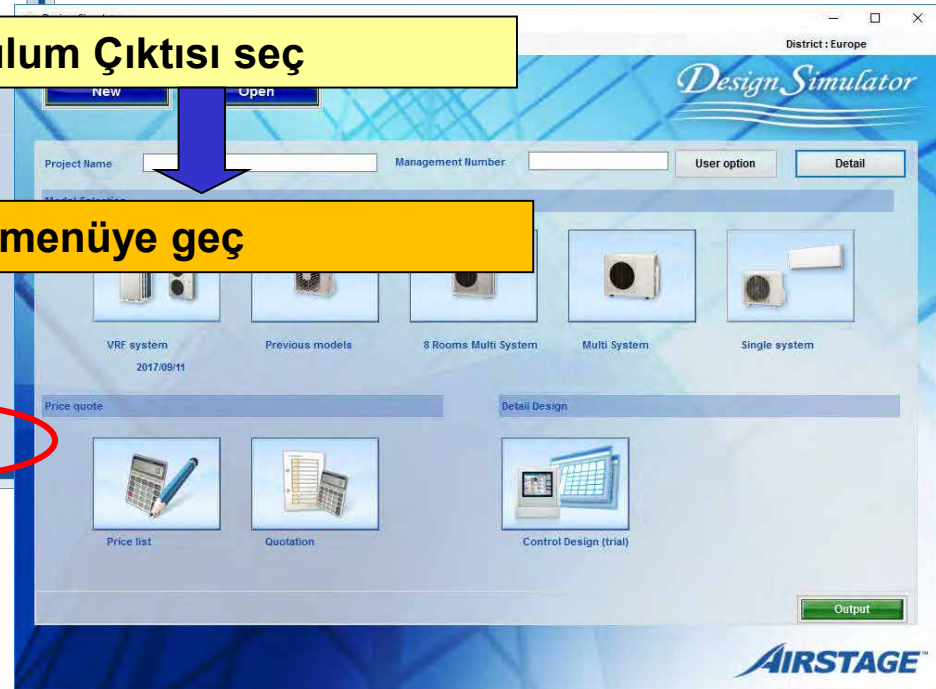 District : Europe
ulum Çıktısı seç
New
Open
Design Simulator
Project Name
Management Number
User option
Detail
menüye geç
VRF system
Previous models
8 Rooms Multi System
Multi System
Single system
2017/09/11
Price quote
Detail Design
Price list
Quotation
Control Design (trial)
Output
AIRSTAGE™